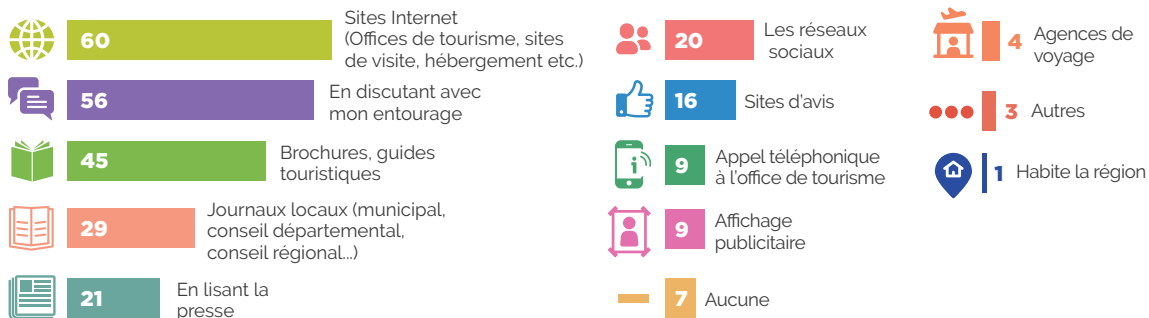 60
Sites Internet
(Offices de tourisme, sites
de visite, hébergement etc.)
56
En discutant avec
mon entourage
45
Brochures, guides
touristiques
29
Journaux locaux (municipal,
conseil départemental,
conseil régional...)
21
En lisant la
presse
20
Les réseaux
sociaux
16
Sites d'avis
9
Appel téléphonique
à l'office de tourisme
9
Affichage
publicitaire
7
Aucune
4
Agences de
voyage
3
Autres
1
Habite la région